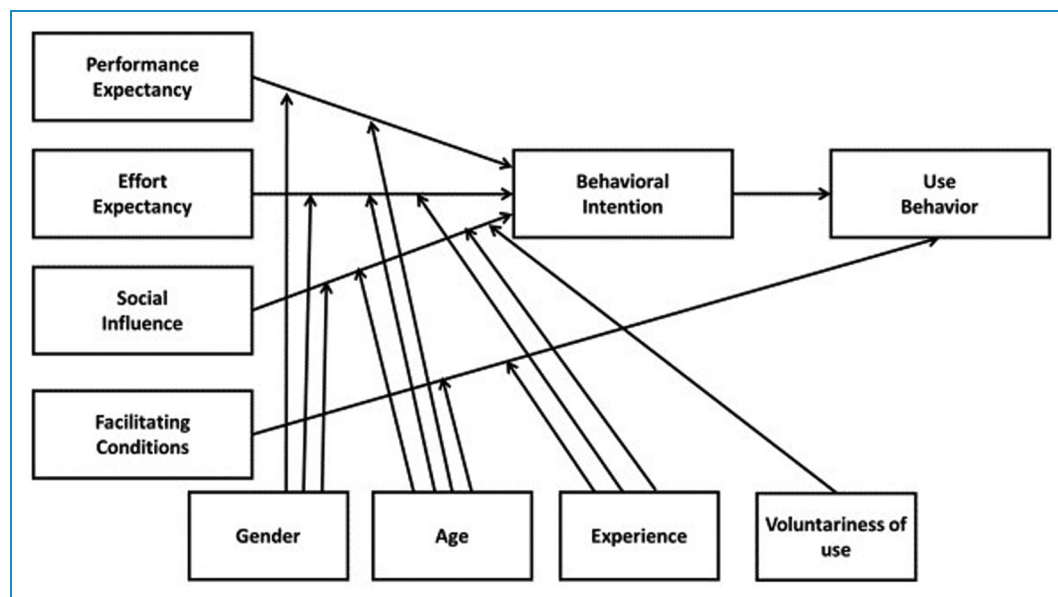 Performance
Expectancy
Effort
Expectancy
Social
Influence
Facilitating
Conditions
Behavioral
Intention
Use
Behavior
Gender
Age
Experience
Voluntariness of
use